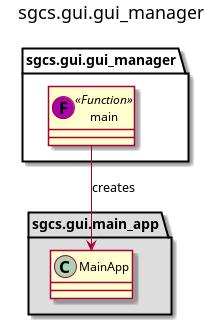 sgcs.gui.gui_manager
sgcs.gui.gui_manager
F
«Function»
main
creates
sgcs.gui.main_app
C
MainApp